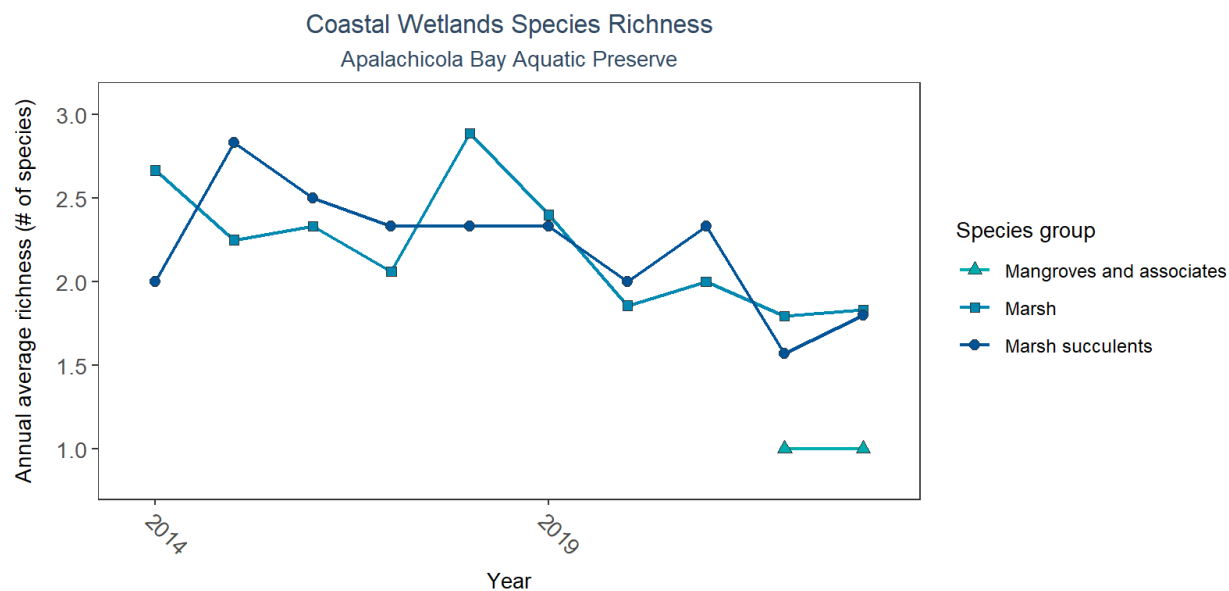 Coastal Wetlands Species Richness
Apalachicola Bay Aquatic Preserve
Annual average richness (# of species)
3.0
2.5
2.0
1.5
1.0
2014
2019
Year
Species group
Mangroves and associates
Marsh
Marsh succulents